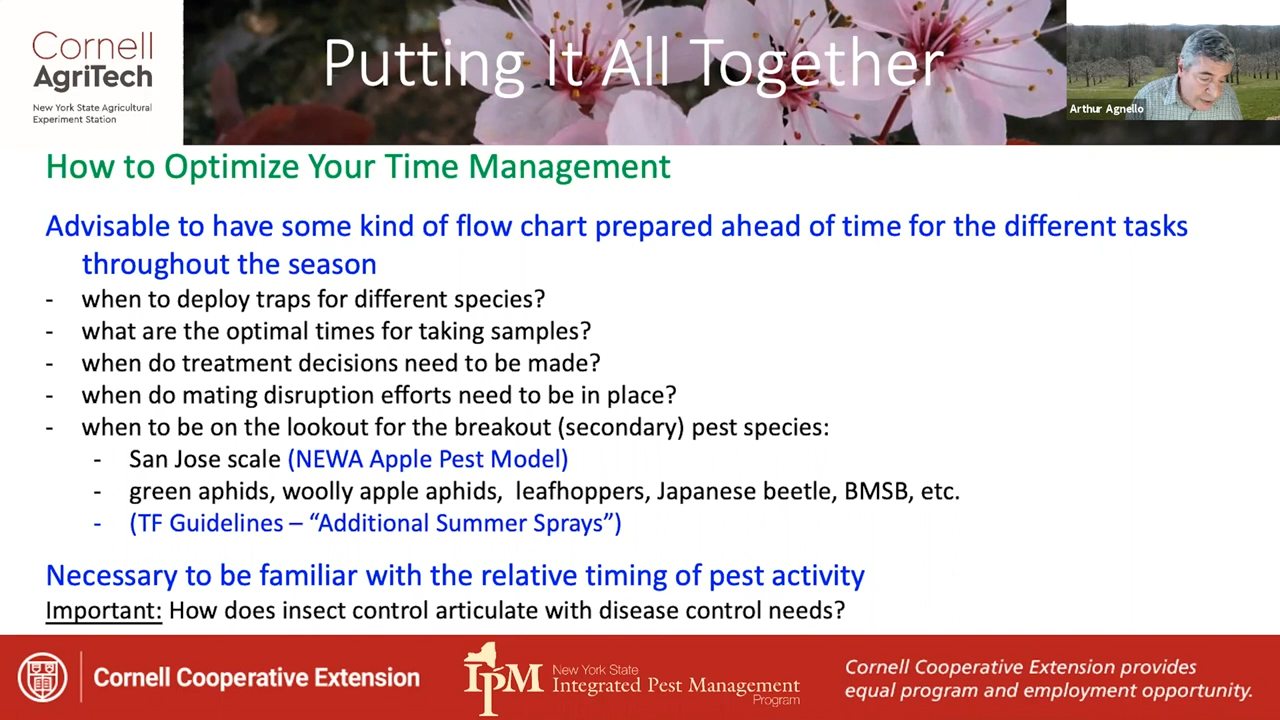 Cornell
AgriTech
New York State Agricultural
Experiment Station
Putting It All Together
Arthur Agnello
How to Optimize Your Time Management
Advisable to have some kind of flow chart prepared ahead of time for the different tasks
throughout the season
- when to deploy traps for different species?
- what are the optimal times for taking samples?
- when do treatment decisions need to be made?
- when do mating disruption efforts need to be in place?
- when to be on the lookout for the breakout (secondary) pest species:
- San Jose scale (NEWA Apple Pest Model)
- green aphids, woolly apple aphids, leafhoppers, Japanese beetle, BMSB, etc.
- (TF Guidelines – “Additional Summer Sprays”)
Necessary to be familiar with the relative timing of pest activity
Important: How does insect control articulate with disease control needs?
Cornell Cooperative Extension
IPM
New York State
Integrated Pest Management
Program
Cornell Cooperative Extension provides
equal program and employment opportunity.